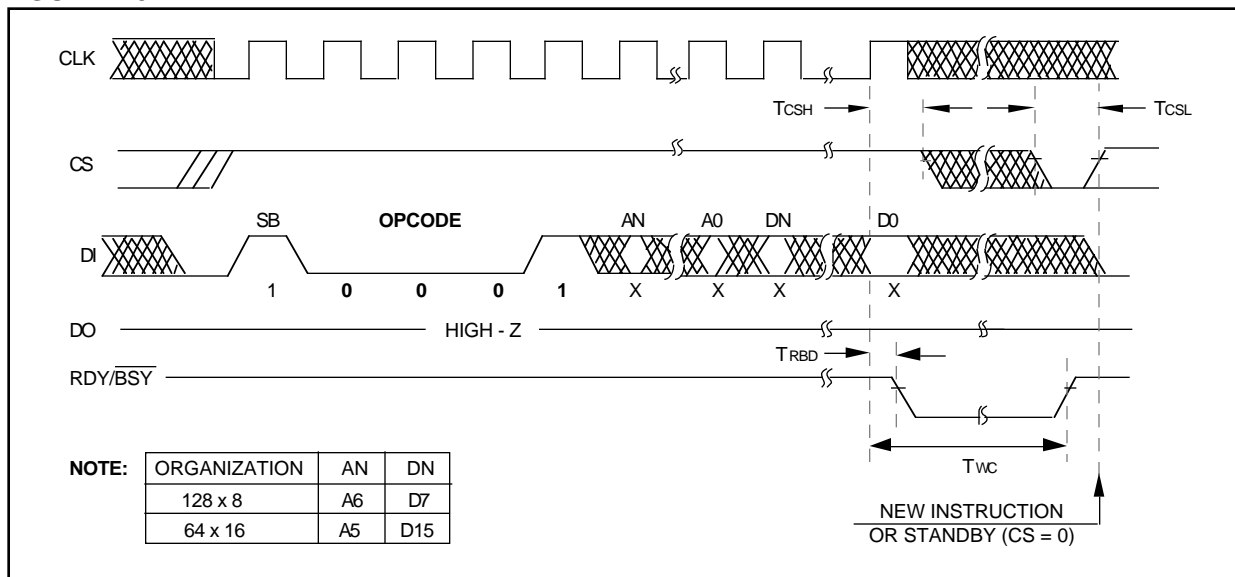 CLK
TCSH
TCSL
CS
SB OPCODE AN A0 DN D0
DI
1 0 0 0 1 X X X X
DO HIGH - Z
TRBD
RDY/BSY
TWC
NOTE: ORGANIZATION AN DN
128 x 8 A6 D7
64 x 16 A5 D15
NEW INSTRUCTION
OR STANDBY (CS = 0)